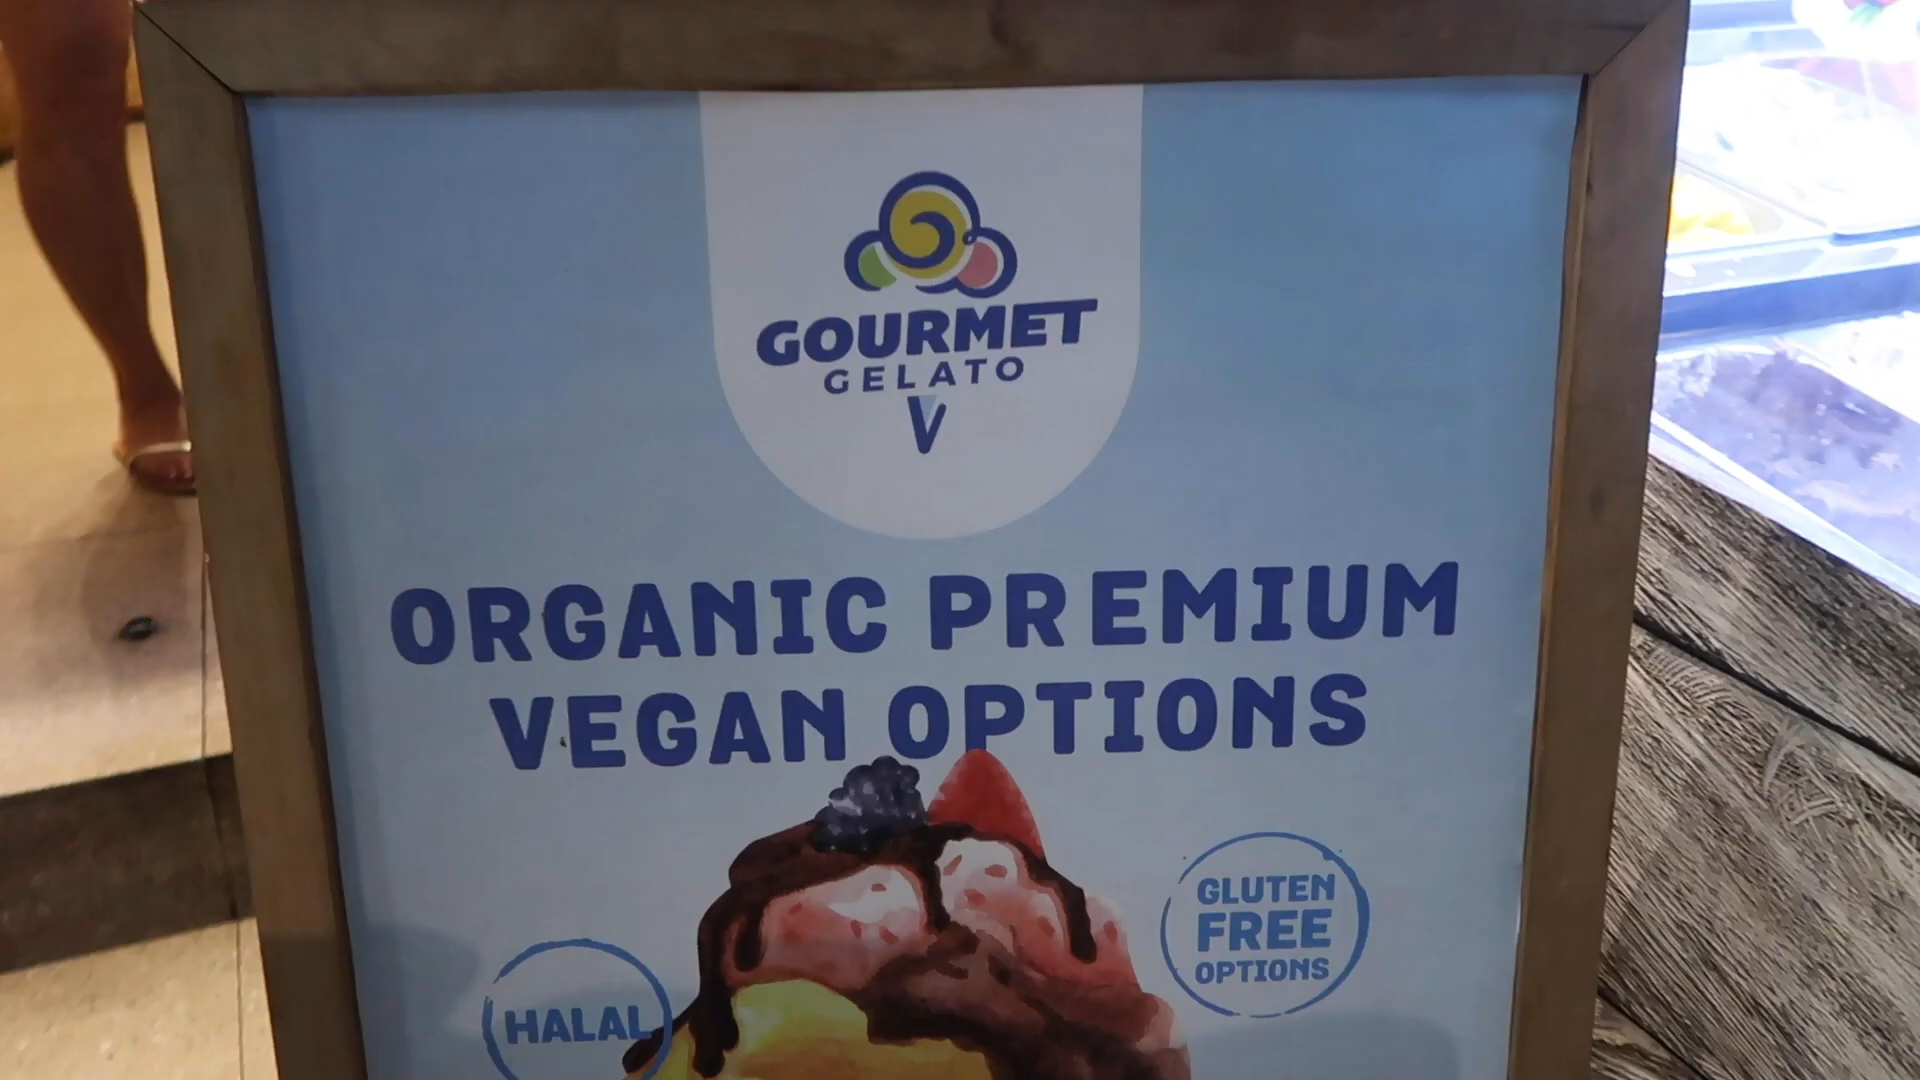 GOURMET
GELATO
ORGANIC PREMIUM
VEGAN OPTIONS
GLUTEN
FREE
OPTIONS
HALAL